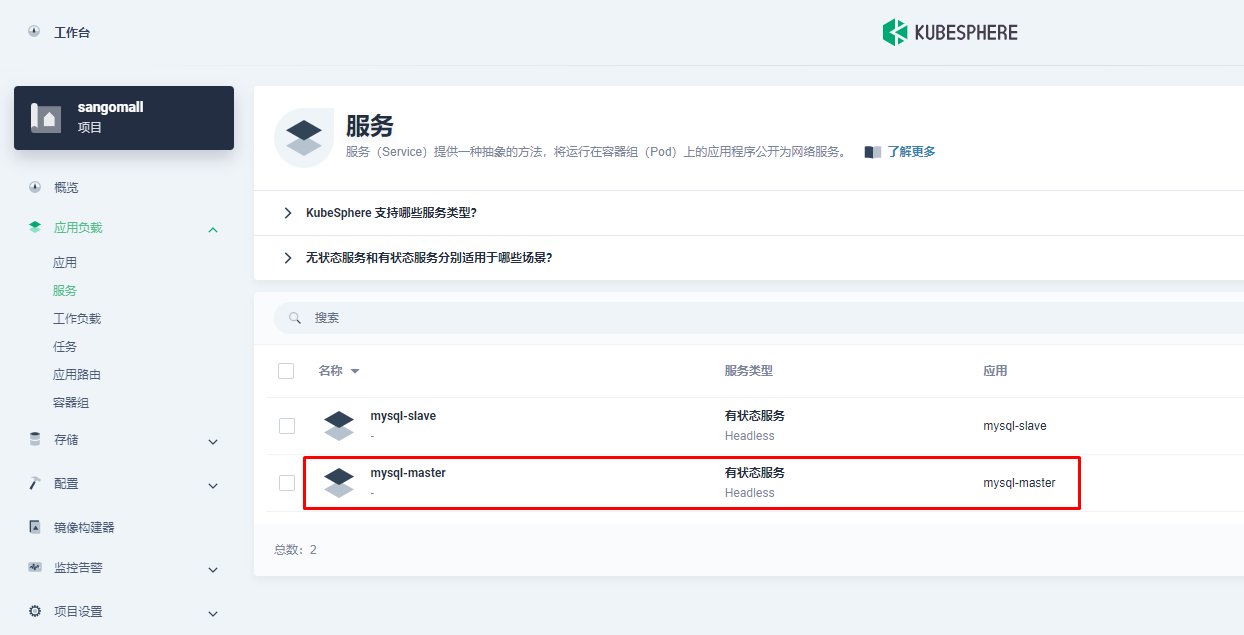 工作台
KUBESPHERE
sangomall
项目
概览
应用负载
应用
服务
工作负载
任务
应用路由
容器组
存储
配置
镜像构建器
监控告警
项目设置
服务
服务（Service）提供一种抽象的方法，将运行在容器组（Pod）上的应用程序公开为网络服务。 了解更多
KubeSphere 支持哪些服务类型?
无状态服务和有状态服务分别适用于哪些场景?
搜索
名称 服务类型 应用
mysql-slave 有状态服务 mysql-slave
- Headless
mysql-master 有状态服务 mysql-master
- Headless
总数：2